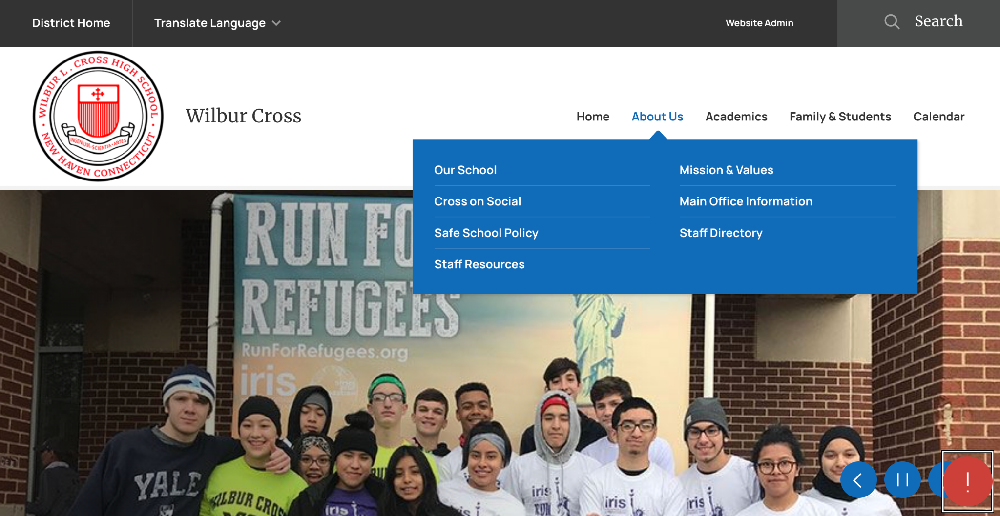 District Home
Translate Language
Website Admin
Search
WILBUR L. CROSS HIGH SCHOOL
NEW HAVEN CONNECTICUT
INGENIUM·SCIENTIA·ARTES
Wilbur Cross
Home
About Us
Academics
Family & Students
Calendar
Our School
Mission & Values
Cross on Social
Main Office Information
Safe School Policy
Staff Directory
Staff Resources
RUN FO
REFUGEES
RunForRefugees.org
iris
YALE
WILBUR CROSS
iris
iris
RUN
iris
iris
!